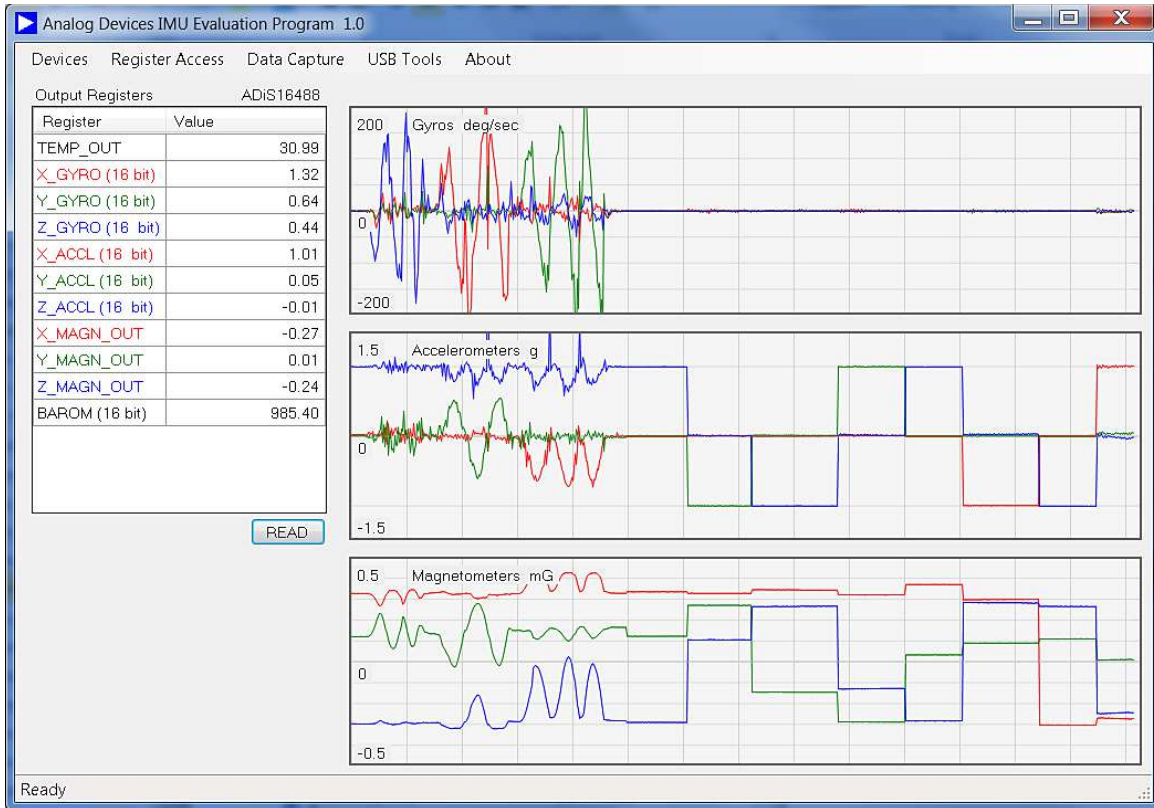 Analog Devices IMU Evaluation Program 1.0
Devices Register Access Data Capture USB Tools About
Output Registers ADiS16488
Register Value
TEMP_OUT 30.99
X_GYRO (16 bit) 1.32
Y_GYRO (16 bit) 0.64
Z_GYRO (16 bit) 0.44
X_ACCL (16 bit) 1.01
Y_ACCL (16 bit) 0.05
Z_ACCL (16 bit) -0.01
X_MAGN_OUT -0.27
Y_MAGN_OUT 0.01
Z_MAGN_OUT -0.24
BAROM (16 bit) 985.40
READ
200 Gyros deg/sec
0
-200
1.5 Accelerometers g
0
-1.5
0.5 Magnetometers mG
0
-0.5
Ready